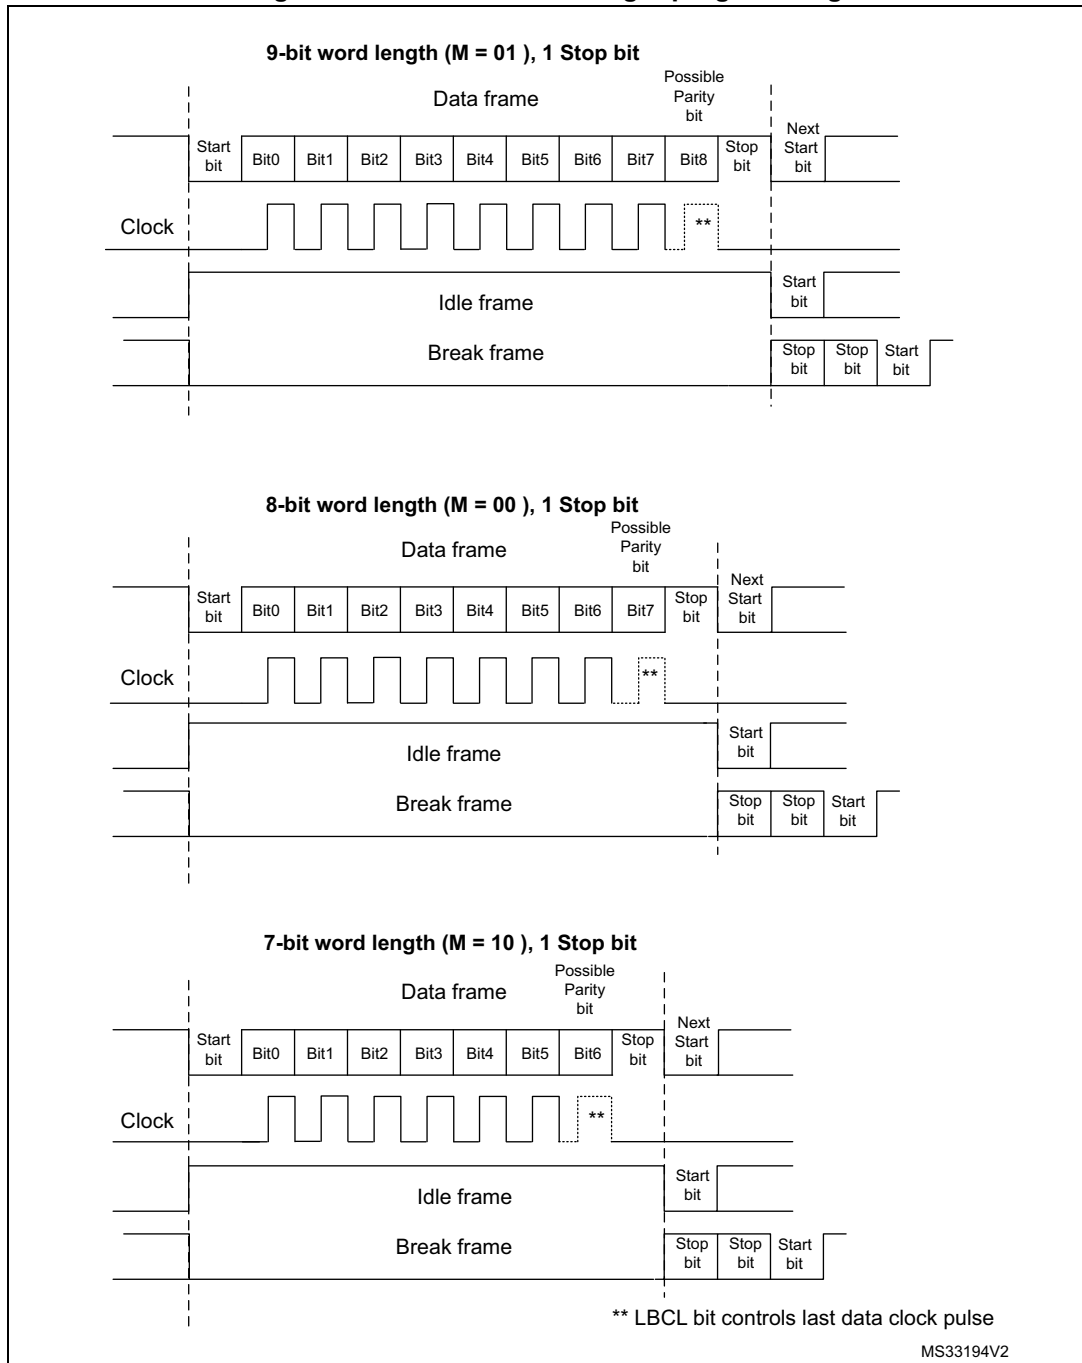 9-bit word length (M = 01 ), 1 Stop bit
Data frame
Possible
Parity
bit
Start
bit
Bit0 Bit1 Bit2 Bit3 Bit4 Bit5 Bit6 Bit7 Bit8
Stop
bit
Next
Start
bit
Clock
**
Idle frame
Start
bit
Break frame
Stop
bit
Stop
bit
Start
bit
8-bit word length (M = 00 ), 1 Stop bit
Data frame
Possible
Parity
bit
Start
bit
Bit0 Bit1 Bit2 Bit3 Bit4 Bit5 Bit6 Bit7
Stop
bit
Next
Start
bit
Clock
**
Idle frame
Start
bit
Break frame
Stop
bit
Stop
bit
Start
bit
7-bit word length (M = 10 ), 1 Stop bit
Data frame
Possible
Parity
bit
Start
bit
Bit0 Bit1 Bit2 Bit3 Bit4 Bit5 Bit6
Stop
bit
Next
Start
bit
Clock
**
Idle frame
Start
bit
Break frame
Stop
bit
Stop
bit
Start
bit
** LBCL bit controls last data clock pulse
MS33194V2